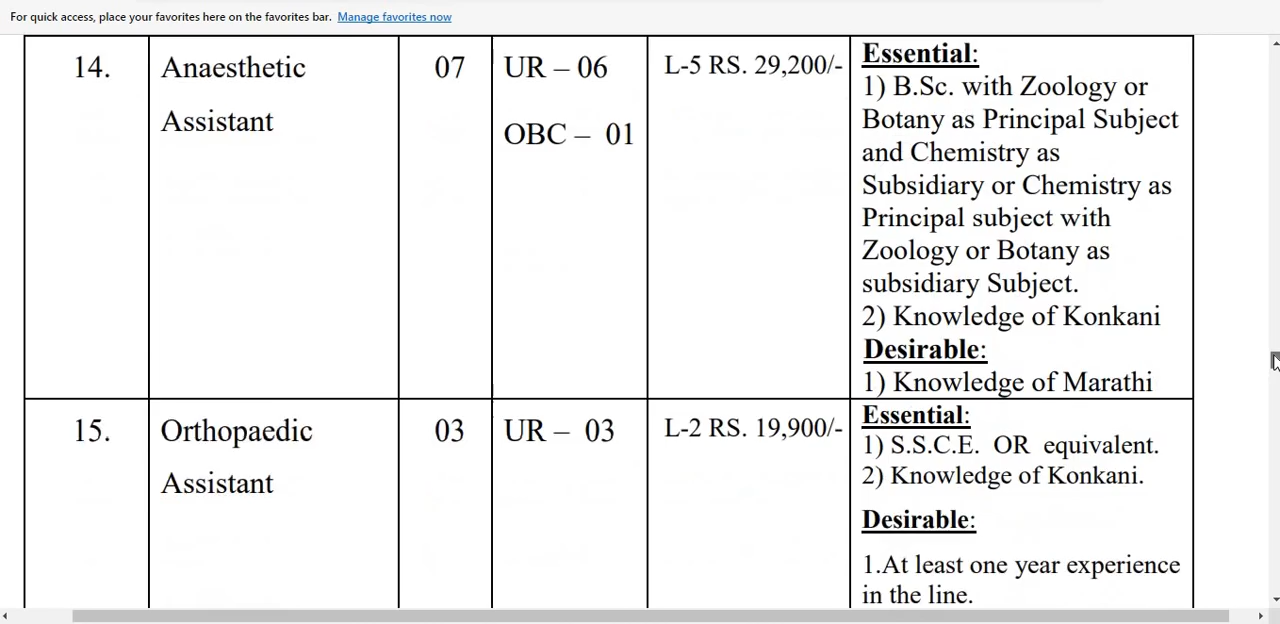 For quick access, place your favorites here on the favorites bar. Manage favorites now
14. Anaesthetic Assistant 07 UR – 06 OBC – 01 L-5 RS. 29,200/-
Essential:
1) B.Sc. with Zoology or
Botany as Principal Subject
and Chemistry as
Subsidiary or Chemistry as
Principal subject with
Zoology or Botany as
subsidiary Subject.
2) Knowledge of Konkani
Desirable:
1) Knowledge of Marathi
15. Orthopaedic Assistant 03 UR – 03 L-2 RS. 19,900/-
Essential:
1) S.S.C.E. OR equivalent.
2) Knowledge of Konkani.
Desirable:
1.At least one year experience
in the line.